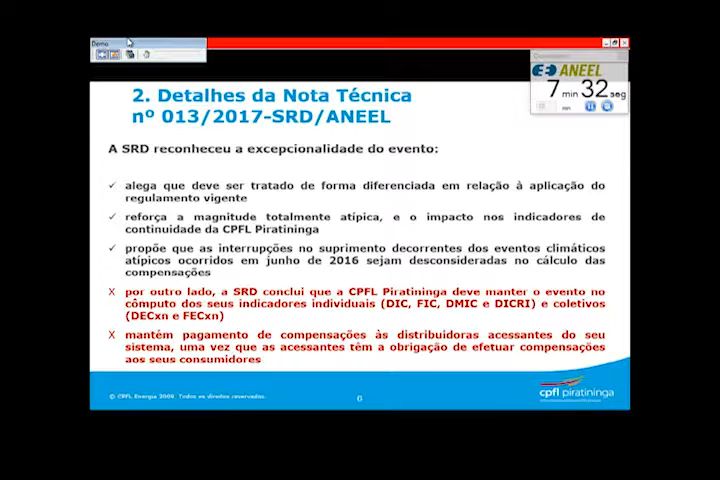 Demo
ANEEL
7 min 32 seg
2. Detalhes da Nota Técnica
nº 013/2017-SRD/ANEEL
A SRD reconheceu a excepcionalidade do evento:
✓ alega que deve ser tratado de forma diferenciada em relação à aplicação do
regulamento vigente
✓ reforça a magnitude totalmente atípica, e o impacto nos indicadores de
continuidade da CPFL Piratininga
✓ propõe que as interrupções no suprimento decorrentes dos eventos climáticos
atípicos ocorridos em junho de 2016 sejam desconsideradas no cálculo das
compensações
X por outro lado, a SRD conclui que a CPFL Piratininga deve manter o evento no
cômputo dos seus indicadores individuais (DIC, FIC, DMIC e DICRI) e coletivos
(DECxn e FECxn)
X mantém pagamento de compensações às distribuidoras acessantes do seu
sistema, uma vez que as acessantes têm a obrigação de efetuar compensações
aos seus consumidores
© CPFL Energia 2009. Todos os direitos reservados.
6
cpfl piratininga